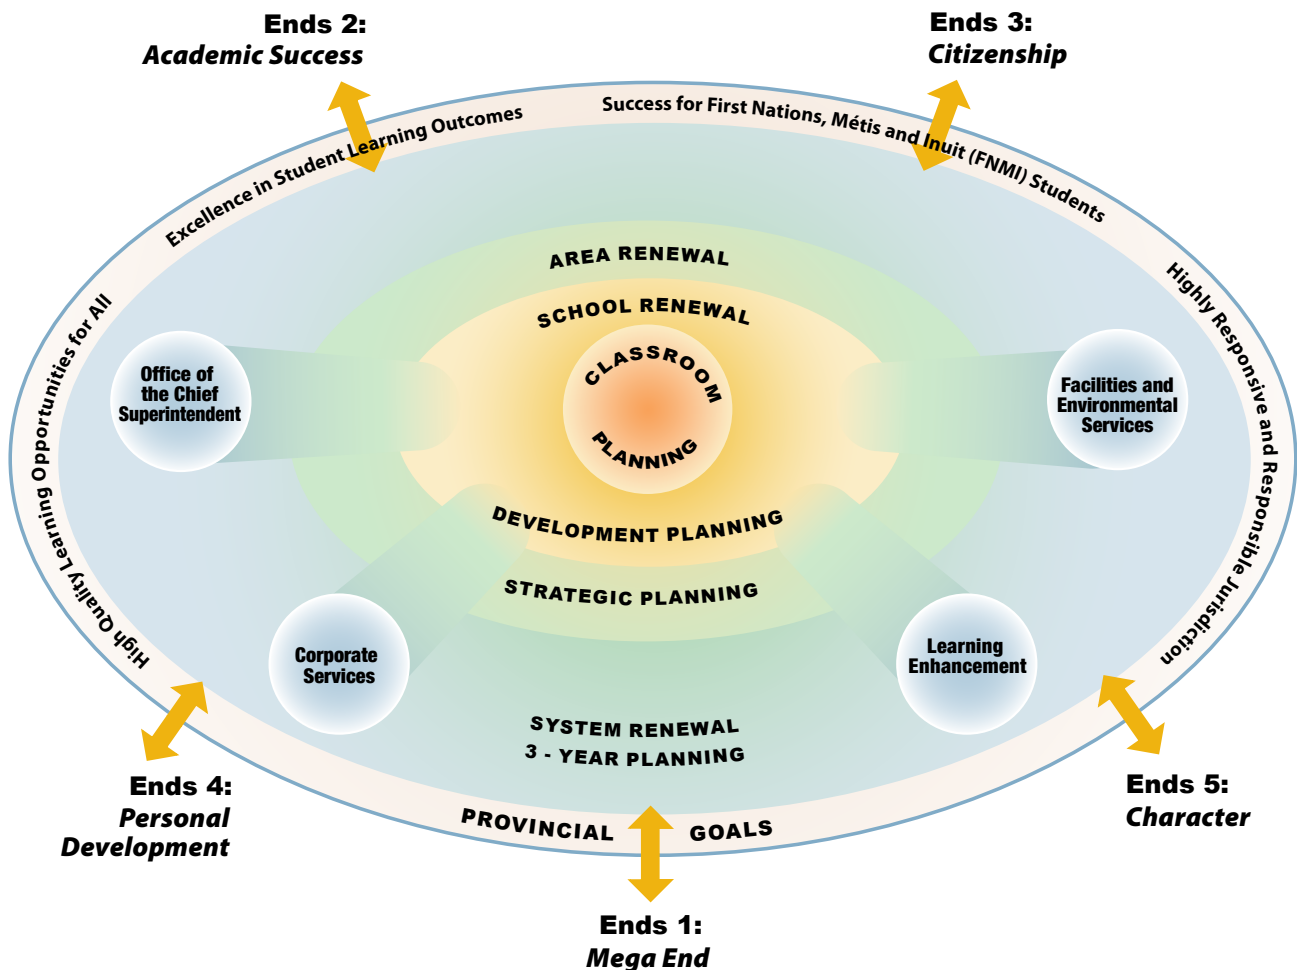 Ends 2:
Academic Success
Ends 3:
Citizenship
Excellence in Student Learning Outcomes
Success for First Nations, Métis and Inuit (FNMI) Students
High Quality Learning Opportunities for All
Highly Responsive and Responsible Jurisdiction
AREA RENEWAL
SCHOOL RENEWAL
CLASSROOM
PLANNING
Office of
the Chief
Superintendent
Facilities and
Environmental
Services
DEVELOPMENT PLANNING
STRATEGIC PLANNING
Corporate
Services
Learning
Enhancement
SYSTEM RENEWAL
3 - YEAR PLANNING
PROVINCIAL GOALS
Ends 4:
Personal
Development
Ends 5:
Character
Ends 1:
Mega End